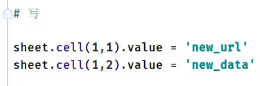 # 写
sheet.cell(1,1).value = 'new_url'
sheet.cell(1,2).value = 'new_data'